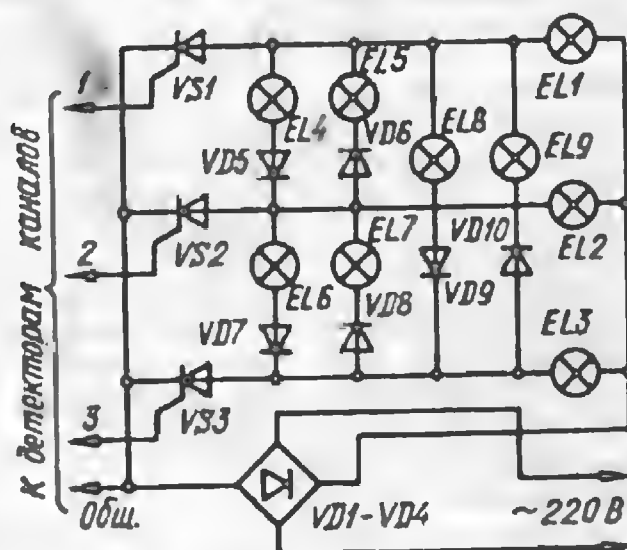 1
VS1
EL4
VD5
EL5
VD6
EL8
EL1
EL9
2
VS2
EL6
VD7
EL7
VD8
VD10
VD9
EL2
EL3
3
VS3
К детекторам каналов
Общ.
VD1-VD4
~220 В